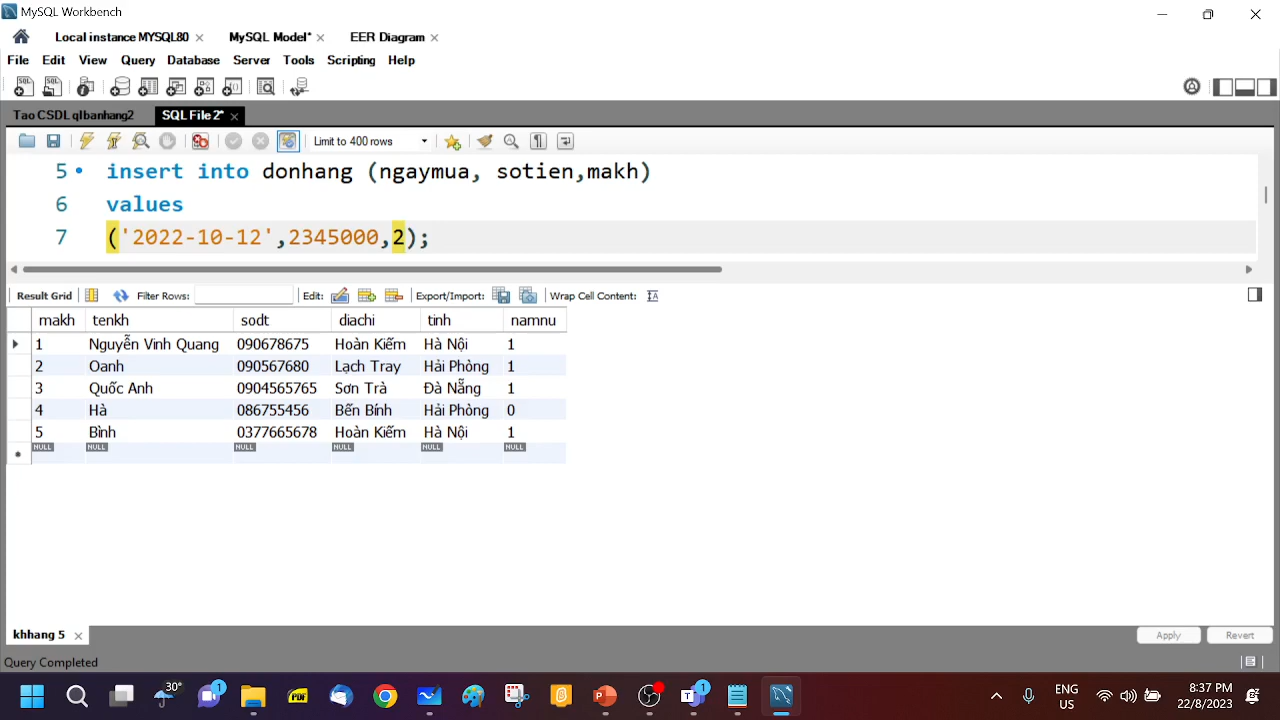 MySQL Workbench
Local instance MYSQL80 MySQL Model* EER Diagram
File Edit View Query Database Server Tools Scripting Help
Tao CSDL qlbanhang2 SQL File 2*
Limit to 400 rows
5 insert into donhang (ngaymua, sotien,makh)
6 values
7 ('2022-10-12',2345000,2);
Result Grid Filter Rows: Edit: Export/Import: Wrap Cell Content:
makh tenkh sodt diachi tinh namnu
1 Nguyễn Vinh Quang 090678675 Hoàn Kiếm Hà Nội 1
2 Oanh 090567680 Lạch Tray Hải Phòng 1
3 Quốc Anh 0904565765 Sơn Trà Đà Nẵng 1
4 Hà 086755456 Bến Bính Hải Phòng 0
5 Bình 0377665678 Hoàn Kiếm Hà Nội 1
NULL NULL NULL NULL NULL NULL
khhang 5
Apply Revert
Query Completed
30° 1 PDF 1 ENG 8:37 PM
US 22/8/2023